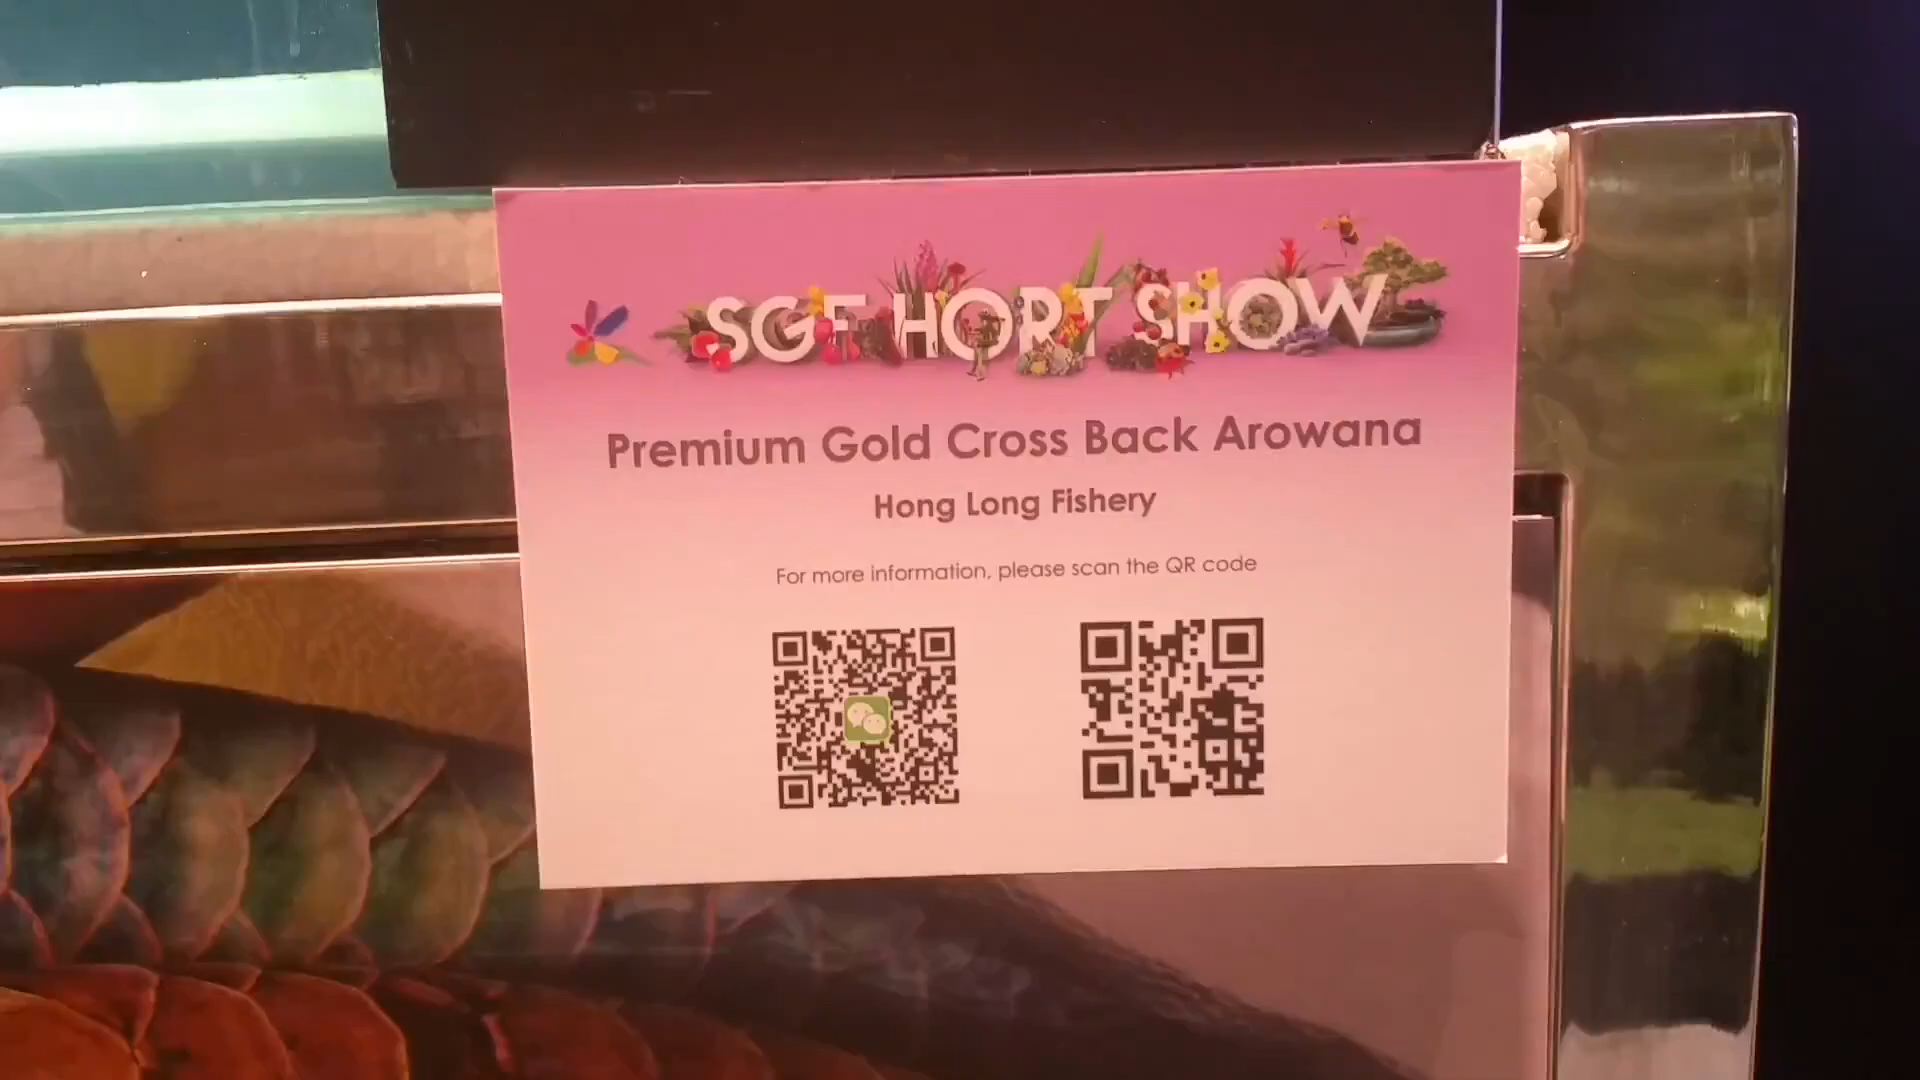 SGF HORT SHOW
Premium Gold Cross Back Arowana
Hong Long Fishery
For more information, please scan the QR code